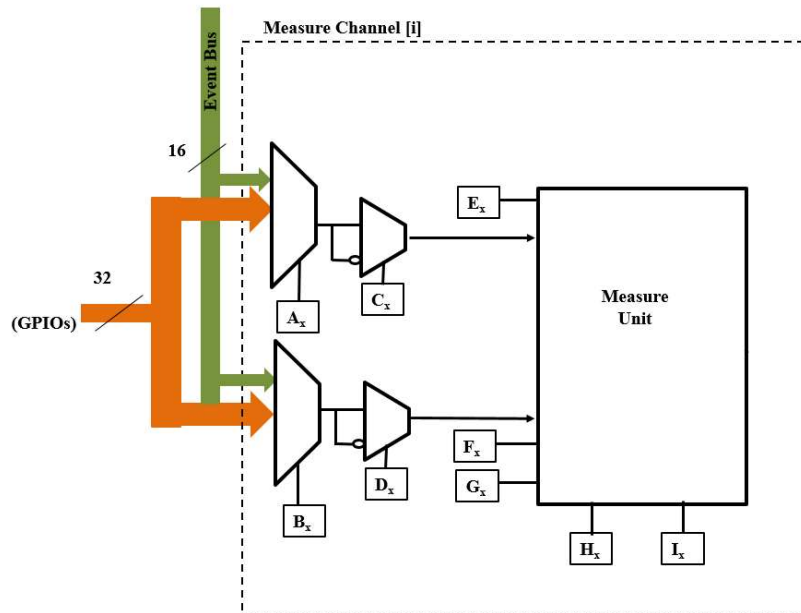 Measure Channel [i]
Event Bus
16
32
(GPIOs)
Aₓ
Cₓ
Eₓ
Measure
Unit
Bₓ
Dₓ
Fₓ
Gₓ
Hₓ
Iₓ